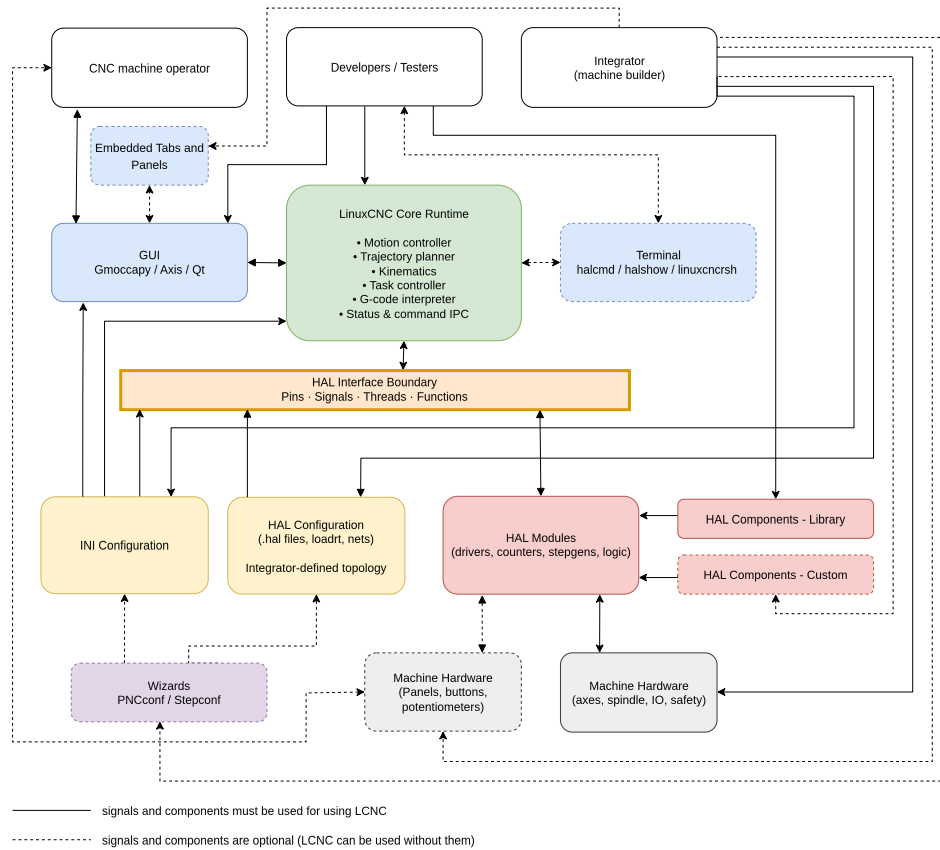 CNC machine operator
Developers / Testers
Integrator
(machine builder)
Embedded Tabs and
Panels
GUI
Gmoccapy / Axis / Qt
LinuxCNC Core Runtime
• Motion controller
• Trajectory planner
• Kinematics
• Task controller
• G-code interpreter
• Status & command IPC
Terminal
halcmd / halshow / linuxcncrsh
HAL Interface Boundary
Pins · Signals · Threads · Functions
INI Configuration
HAL Configuration
(.hal files, loadrt, nets)
Integrator-defined topology
HAL Modules
(drivers, counters, stepgens, logic)
HAL Components - Library
HAL Components - Custom
Wizards
PNCconf / Stepconf
Machine Hardware
(Panels, buttons,
potentiometers)
Machine Hardware
(axes, spindle, IO, safety)
signals and components must be used for using LCNC
signals and components are optional (LCNC can be used without them)